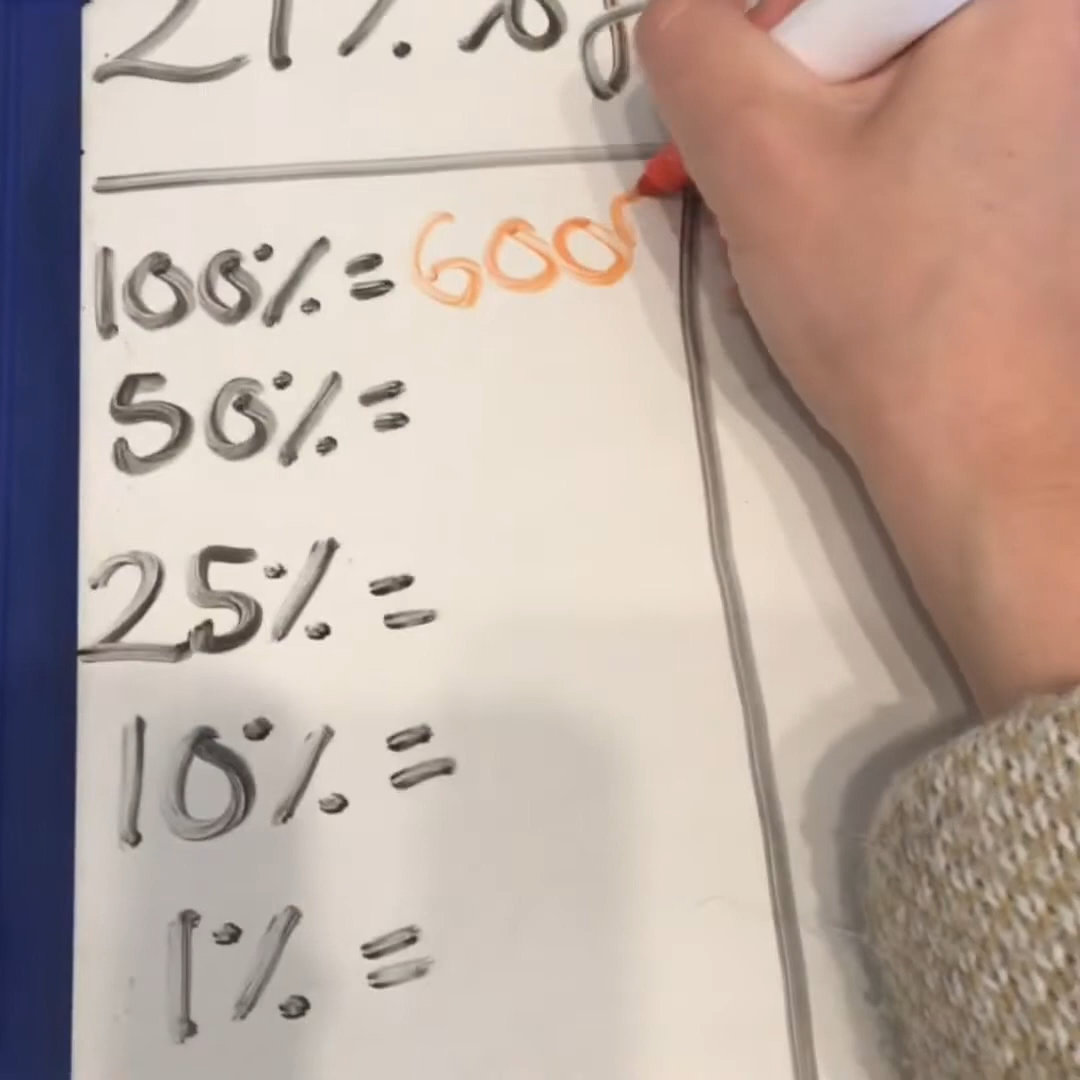 21% of
100% = 600
50% =
25% =
10% =
1% =